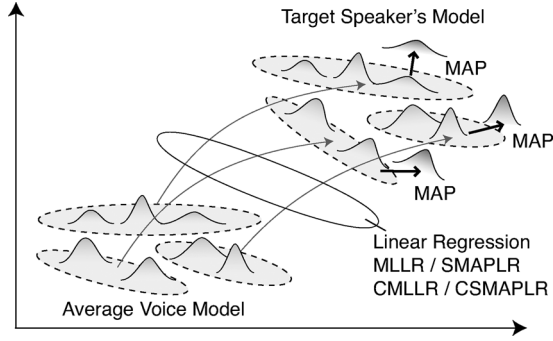 Target Speaker's Model
MAP
MAP
MAP
Linear Regression
MLLR / SMAPLR
CMLLR / CSMAPLR
Average Voice Model